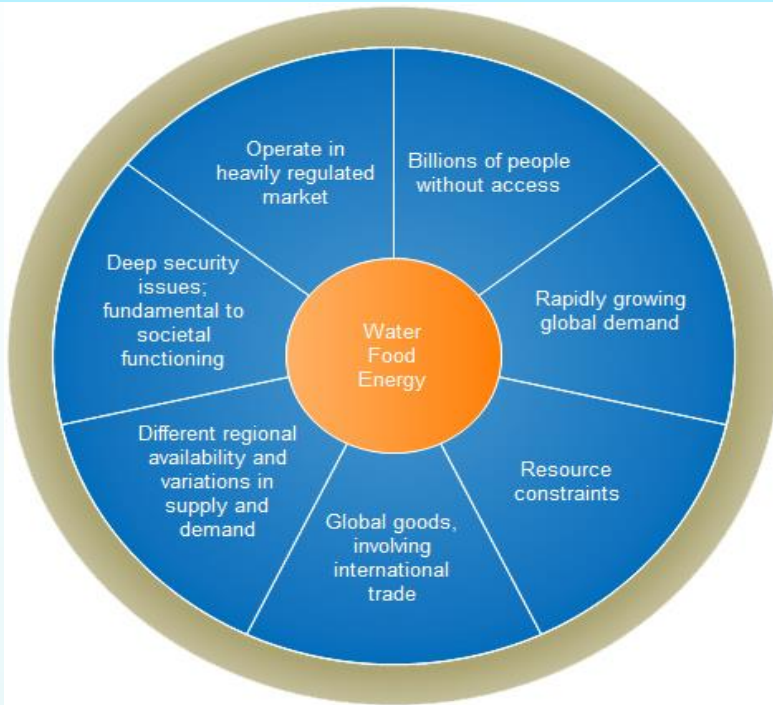 Operate in
heavily regulated
market
Billions of people
without access
Rapidly growing
global demand
Resource
constraints
Global goods,
involving
international
trade
Different regional
availability and
variations in
supply and
demand
Deep security
issues;
fundamental to
societal
functioning
Water
Food
Energy